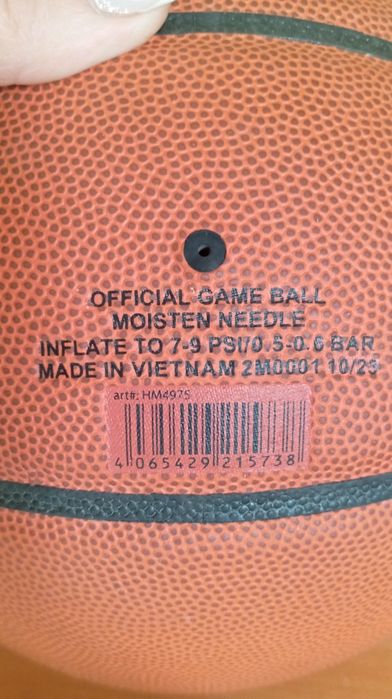 OFFICIAL GAME BALL
MOISTEN NEEDLE
INFLATE TO 7-9 PSI/0.5-0.6 BAR
MADE IN VIETNAM 2M0001 10/25
art#: HM4975
4 065429 215738